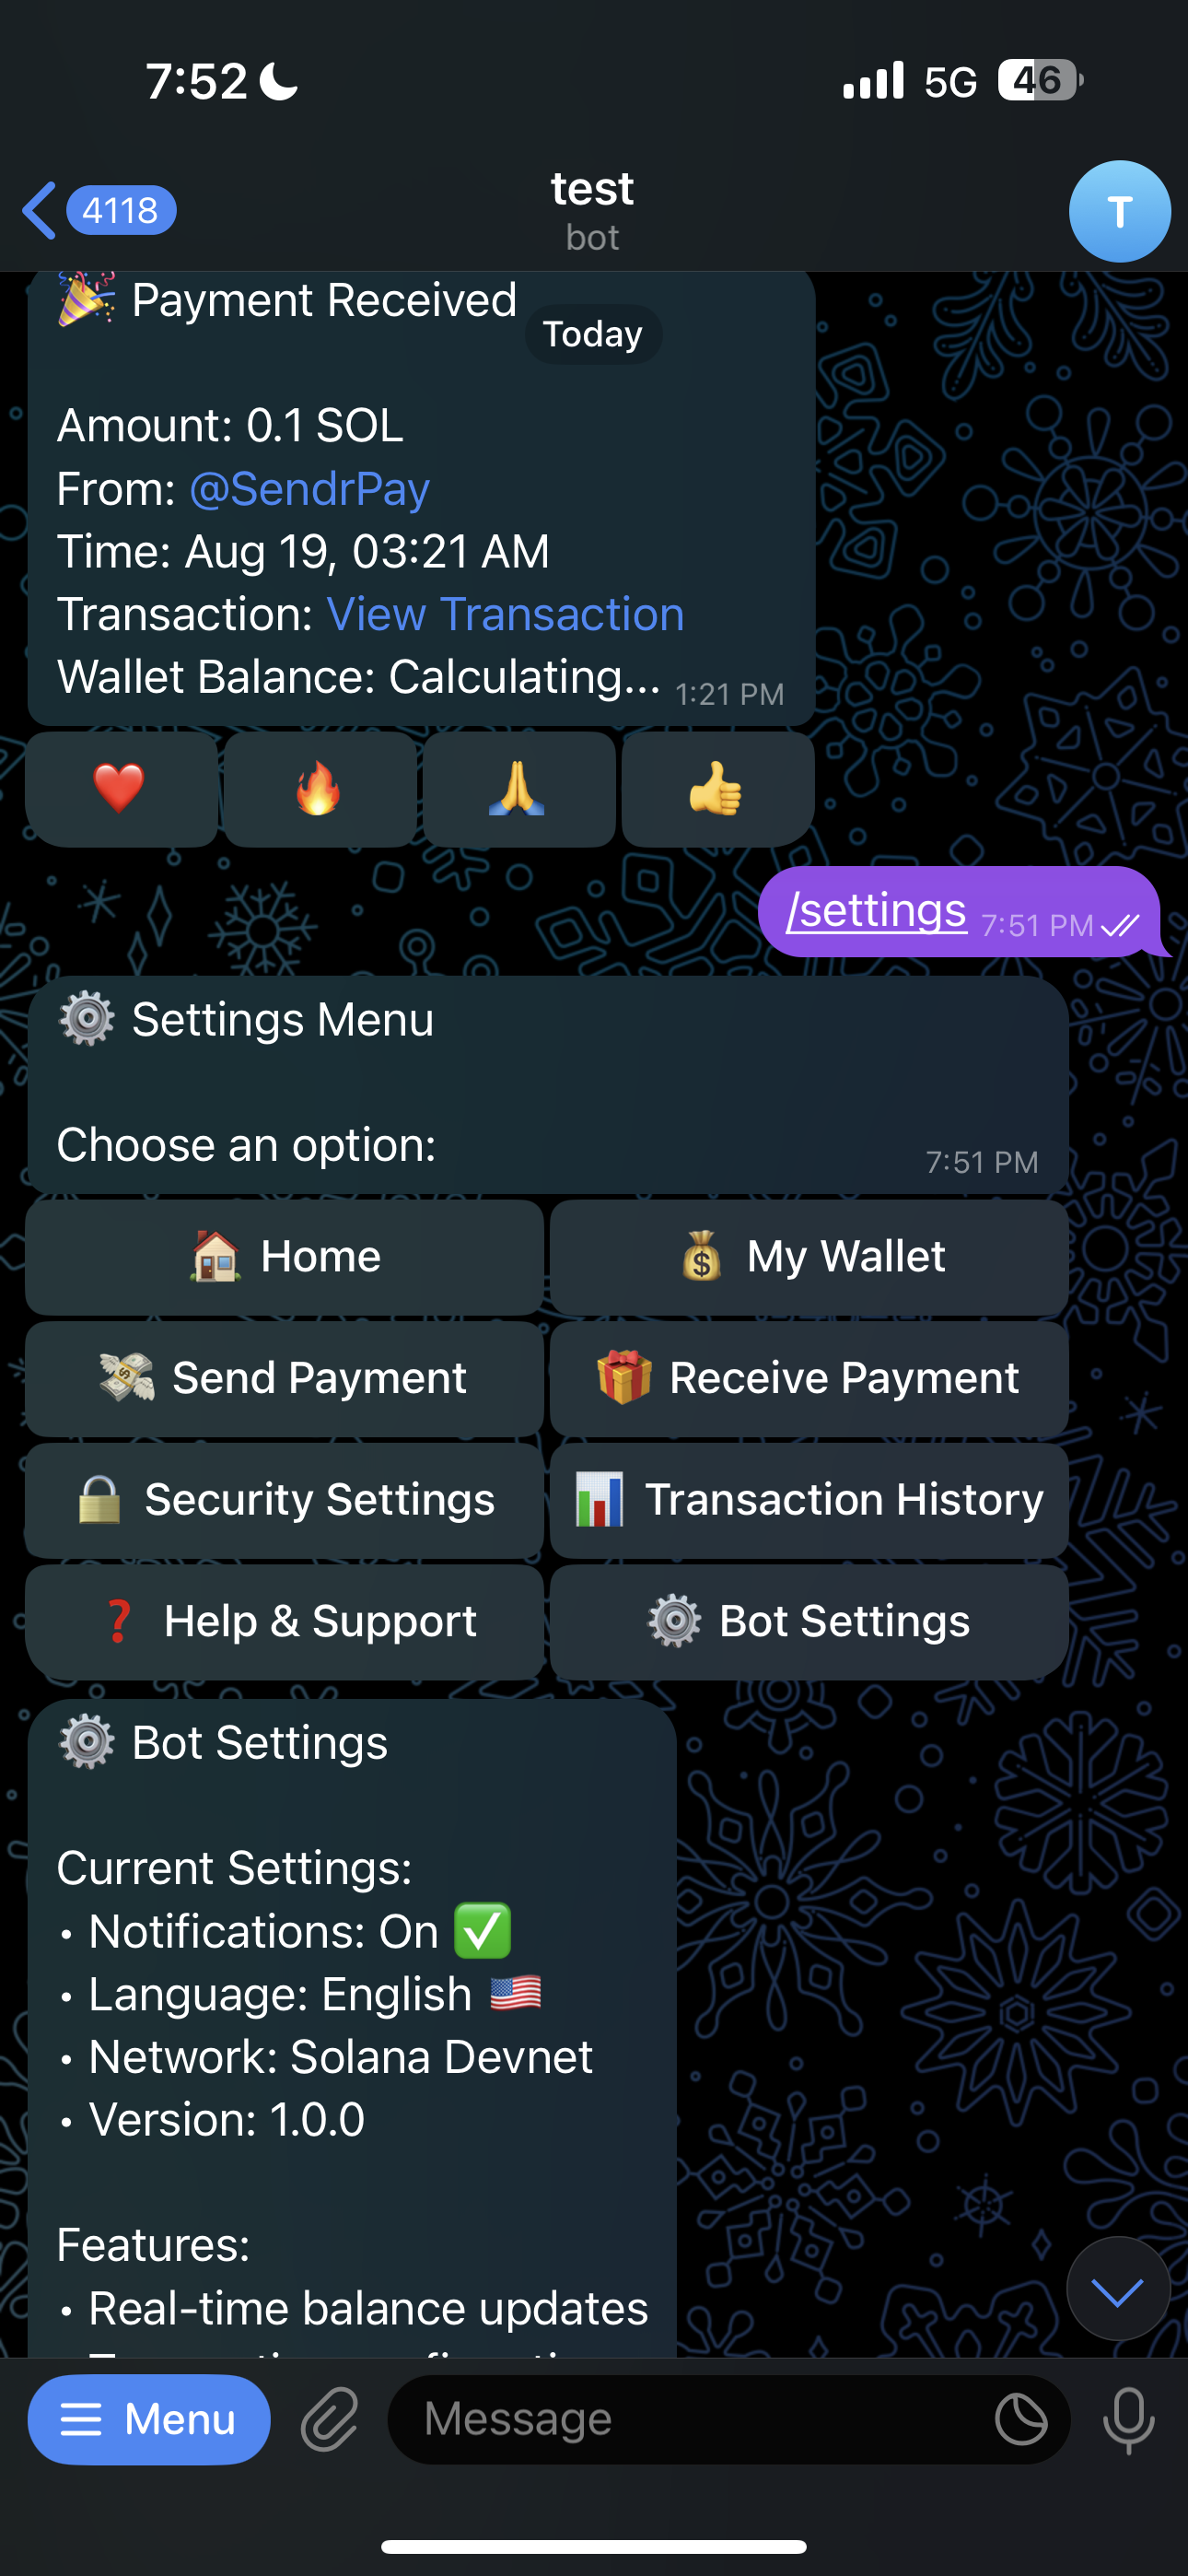 7:52
5G 46
4118
test
bot
T
🎉 Payment Received
Today
Amount: 0.1 SOL
From: @SendrPay
Time: Aug 19, 03:21 AM
Transaction: View Transaction
Wallet Balance: Calculating... 1:21 PM
/settings 7:51 PM
⚙️ Settings Menu
Choose an option: 7:51 PM
🏠 Home
💰 My Wallet
💸 Send Payment
🎁 Receive Payment
🔒 Security Settings
📊 Transaction History
❓ Help & Support
⚙️ Bot Settings
⚙️ Bot Settings
Current Settings:
• Notifications: On ✅
• Language: English 🇺🇸
• Network: Solana Devnet
• Version: 1.0.0
Features:
• Real-time balance updates
Menu
Message